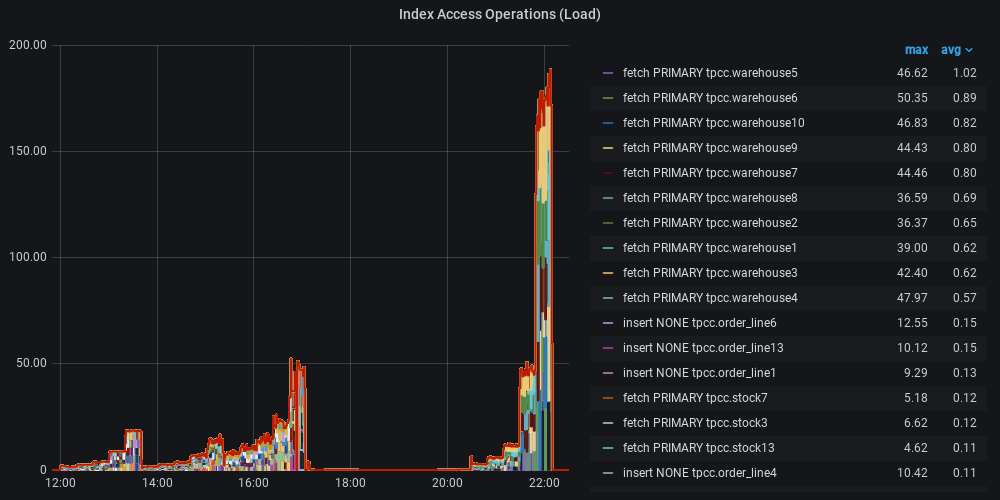 Index Access Operations (Load)
200.00
150.00
100.00
50.00
0
12:00 14:00 16:00 18:00 20:00 22:00
max avg
fetch PRIMARY tpcc.warehouse5 46.62 1.02
fetch PRIMARY tpcc.warehouse6 50.35 0.89
fetch PRIMARY tpcc.warehouse10 46.83 0.82
fetch PRIMARY tpcc.warehouse9 44.43 0.80
fetch PRIMARY tpcc.warehouse7 44.46 0.80
fetch PRIMARY tpcc.warehouse8 36.59 0.69
fetch PRIMARY tpcc.warehouse2 36.37 0.65
fetch PRIMARY tpcc.warehouse1 39.00 0.62
fetch PRIMARY tpcc.warehouse3 42.40 0.62
fetch PRIMARY tpcc.warehouse4 47.97 0.57
insert NONE tpcc.order_line6 12.55 0.15
insert NONE tpcc.order_line13 10.12 0.15
insert NONE tpcc.order_line1 9.29 0.13
fetch PRIMARY tpcc.stock7 5.18 0.12
fetch PRIMARY tpcc.stock3 6.62 0.12
fetch PRIMARY tpcc.stock13 4.62 0.11
insert NONE tpcc.order_line4 10.42 0.11